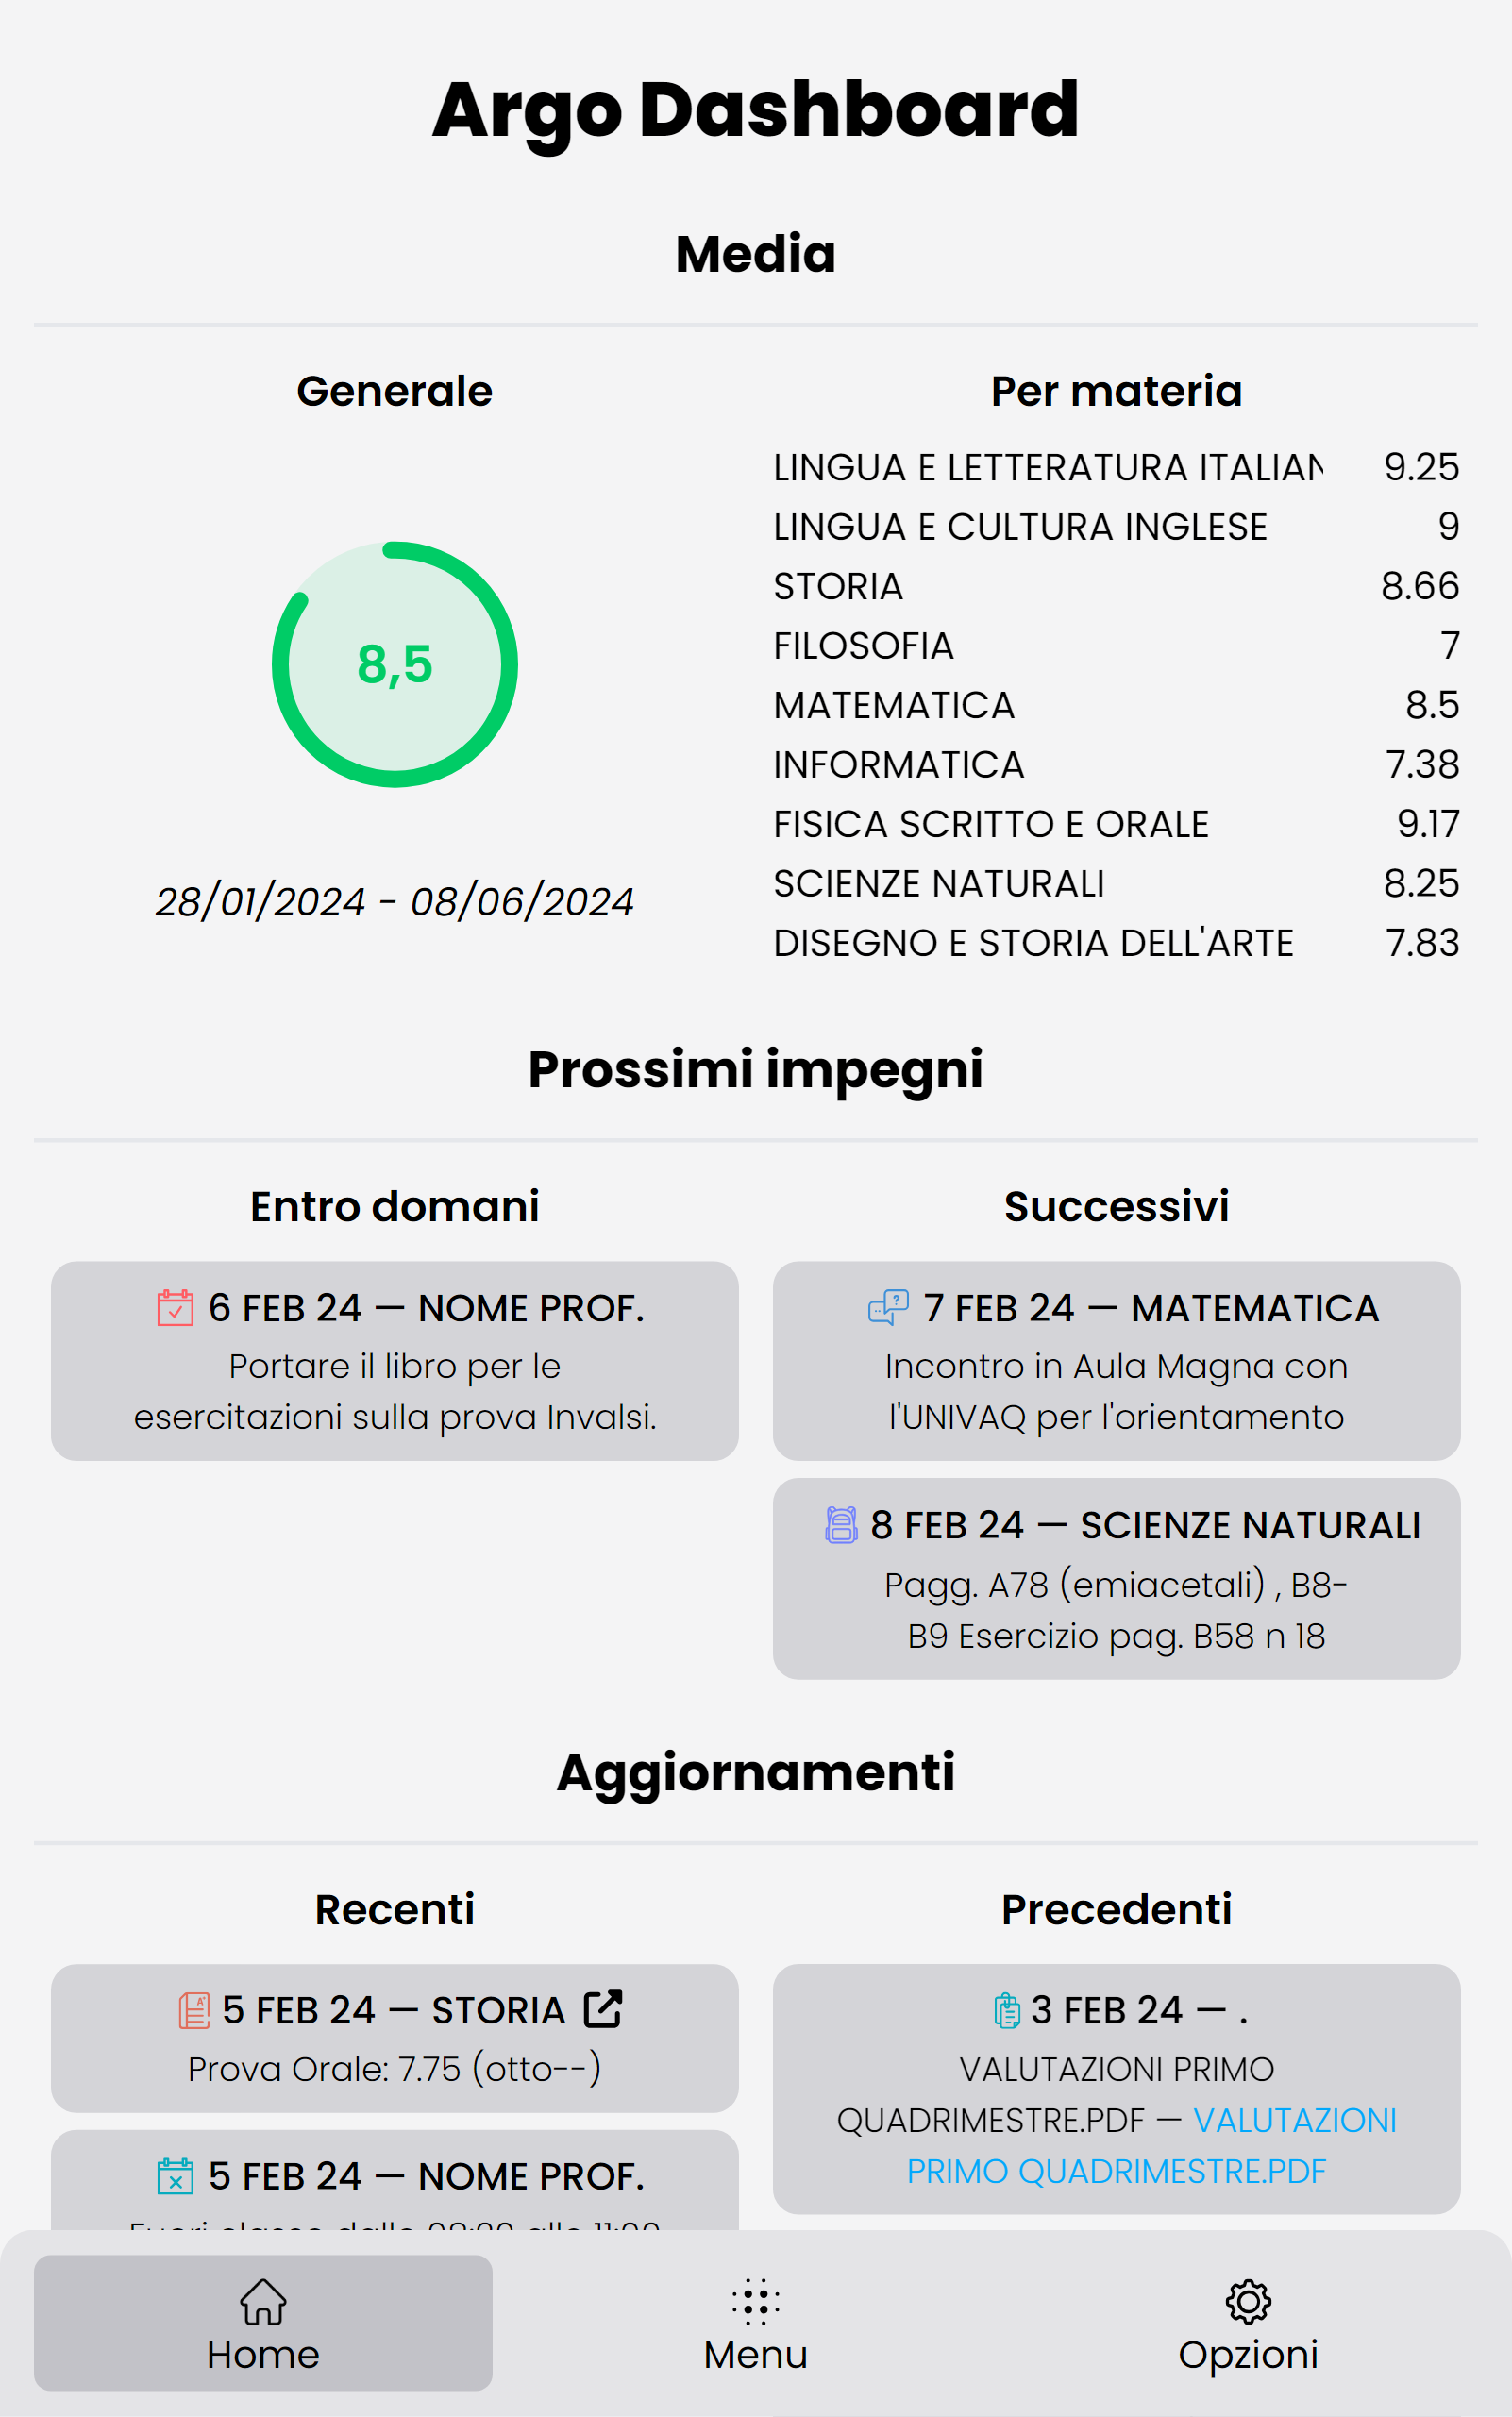 Argo Dashboard
Media
Generale
8,5
28/01/2024 - 08/06/2024
Per materia
LINGUA E LETTERATURA ITALIAN 9.25
LINGUA E CULTURA INGLESE 9
STORIA 8.66
FILOSOFIA 7
MATEMATICA 8.5
INFORMATICA 7.38
FISICA SCRITTO E ORALE 9.17
SCIENZE NATURALI 8.25
DISEGNO E STORIA DELL'ARTE 7.83
Prossimi impegni
Entro domani
6 FEB 24 — NOME PROF.
Portare il libro per le
esercitazioni sulla prova Invalsi.
Successivi
7 FEB 24 — MATEMATICA
Incontro in Aula Magna con
l'UNIVAQ per l'orientamento
8 FEB 24 — SCIENZE NATURALI
Pagg. A78 (emiacetali) , B8-
B9 Esercizio pag. B58 n 18
Aggiornamenti
Recenti
5 FEB 24 — STORIA
Prova Orale: 7.75 (otto--)
5 FEB 24 — NOME PROF.
Fuori classe dalle
Precedenti
3 FEB 24 — .
VALUTAZIONI PRIMO
QUADRIMESTRE.PDF — VALUTAZIONI
PRIMO QUADRIMESTRE.PDF
Home
Menu
Opzioni